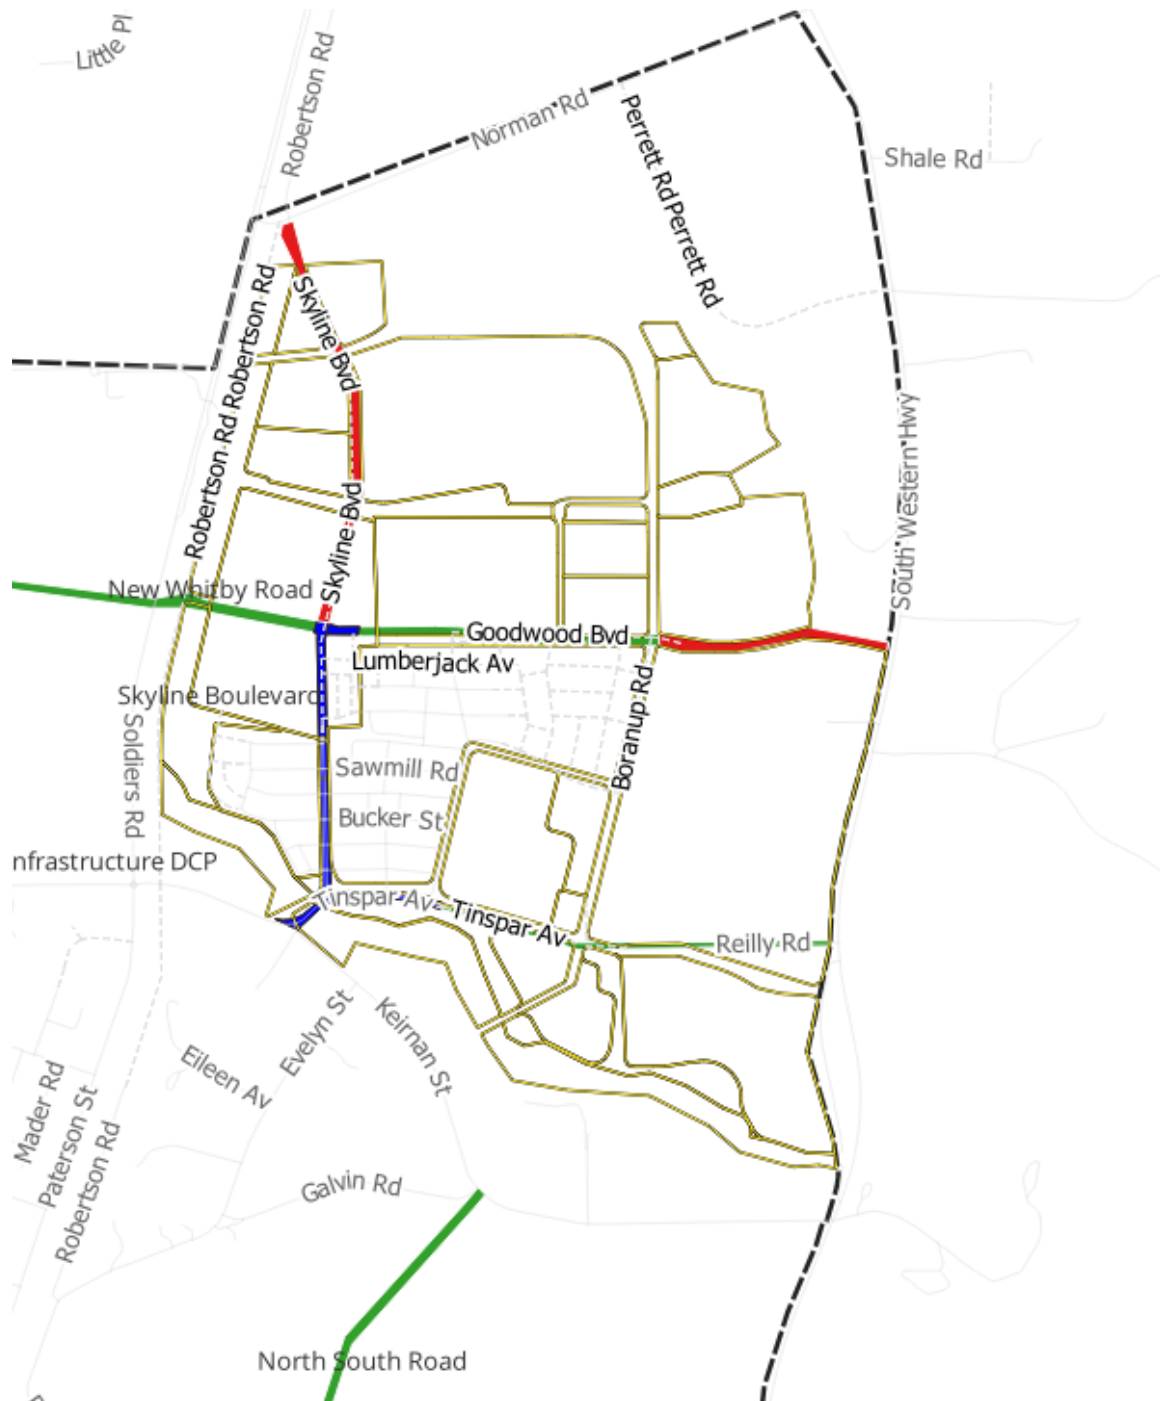 Little Pl
Robertson Rd
Norman Rd
Perrett Rd
Perrett Rd
Shale Rd
Skyline Bvd
Robertson Rd
Robertson Rd
South Western Hwy
Skyline Bvd
New Whitby Road
Goodwood Bvd
Lumberjack Av
Skyline Boulevard
Boranup Rd
Soldiers Rd
Sawmill Rd
Bucker St
nfrastructure DCP
Tinspar Av
Tinspar Av
Reilly Rd
Evelyn St
Keirnan St
Eileen Av
Mader Rd
Paterson St
Robertson Rd
Galvin Rd
North South Road